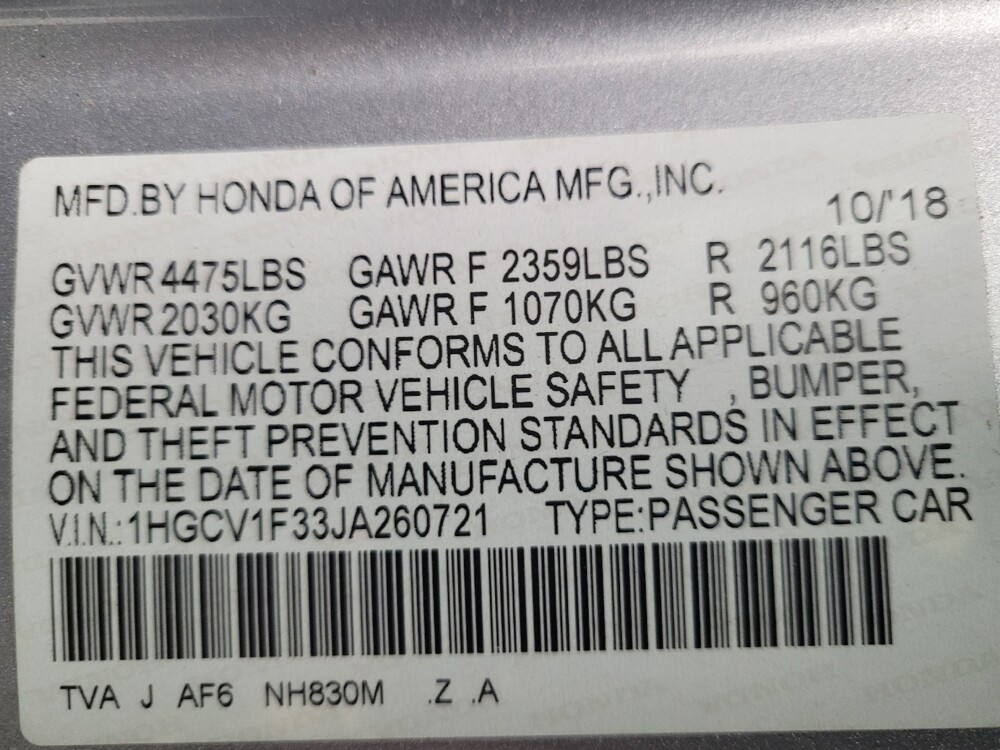 MFD.BY HONDA OF AMERICA MFG.,INC.
10/'18
GVWR 4475LBS GAWR F 2359LBS R 2116LBS
GVWR 2030KG GAWR F 1070KG R 960KG
THIS VEHICLE CONFORMS TO ALL APPLICABLE
FEDERAL MOTOR VEHICLE SAFETY , BUMPER,
AND THEFT PREVENTION STANDARDS IN EFFECT
ON THE DATE OF MANUFACTURE SHOWN ABOVE.
V.I.N.:1HGCV1F33JA260721 TYPE:PASSENGER CAR
TVA J AF6 NH830M .Z .A